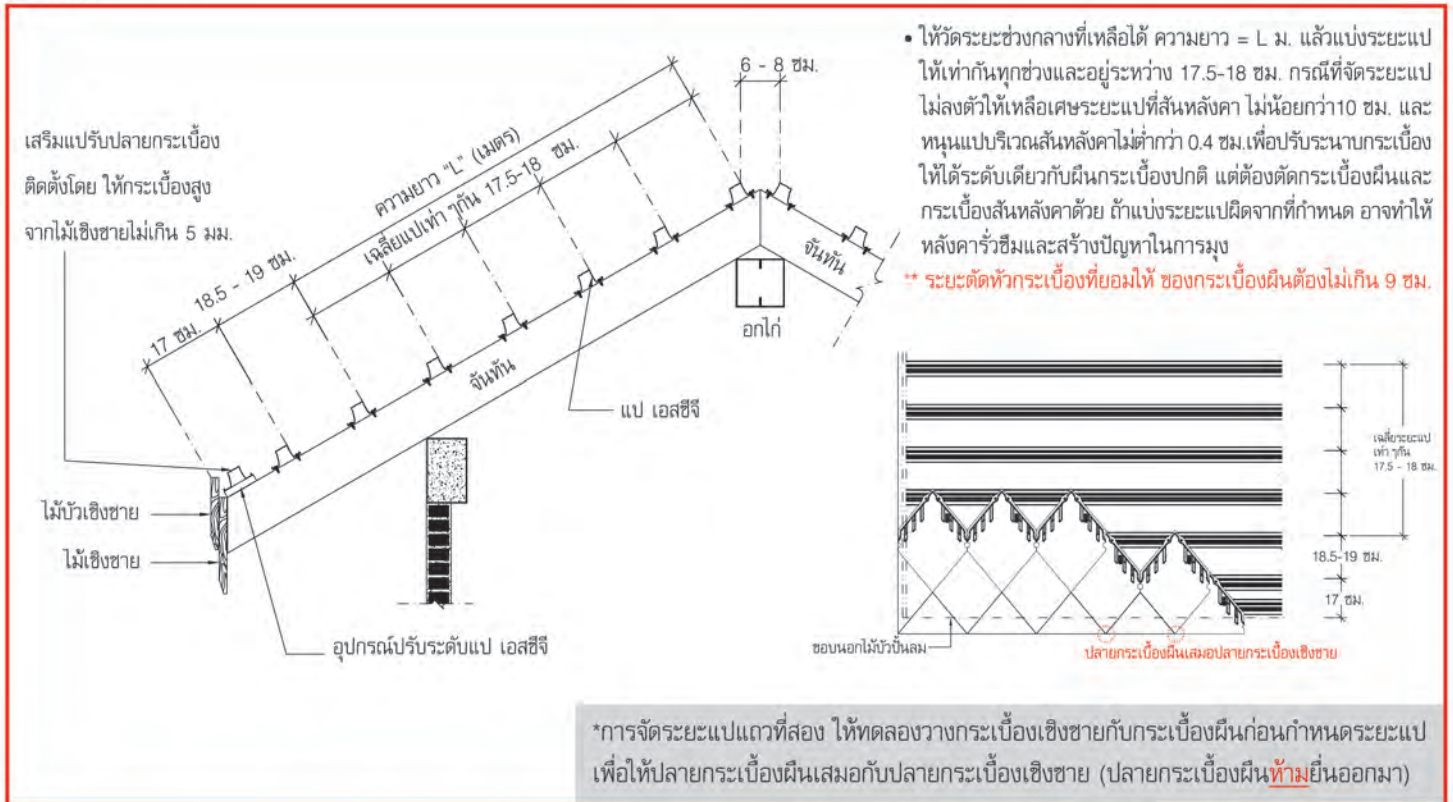 • ให้วัดระยะช่วงกลางที่เหลือได้ ความยาว = L ม. แล้วแบ่งระยะแป
ให้เท่ากันทุกช่วงและอยู่ระหว่าง 17.5-18 ซม. กรณีที่จัดระยะแป
ไม่ลงตัวให้เหลือเศษระยะแปที่สันหลังคา ไม่น้อยกว่า10 ซม. และ
หนุนแปบริเวณสันหลังคาไม่ต่ำกว่า 0.4 ซม.เพื่อปรับระนาบกระเบื้อง
ให้ได้ระดับเดียวกับผืนกระเบื้องปกติ แต่ต้องตัดกระเบื้องผืนและ
กระเบื้องสันหลังคาด้วย ถ้าแบ่งระยะแปผิดจากที่กำหนด อาจทำให้
หลังคารั่วซึมและสร้างปัญหาในการมุง
** ระยะตัดหัวกระเบื้องที่ยอมให้ ของกระเบื้องผืนต้องไม่เกิน 9 ซม.
6 - 8 ซม.
เสริมแปรับปลายกระเบื้อง
ติดตั้งโดย ให้กระเบื้องสูง
จากไม้เชิงชายไม่เกิน 5 มม.
ความยาว "L" (เมตร)
เฉลี่ยแปเท่า ๆกัน 17.5-18 ซม.
18.5 - 19 ซม.
17 ซม.
จันทัน
จันทัน
อกไก่
แป เอสซีจี
ไม้บัวเชิงชาย
ไม้เชิงชาย
อุปกรณ์ปรับระดับแป เอสซีจี
เฉลี่ยระยะแป
เท่า ๆกัน
17.5 - 18 ซม.
18.5-19 ซม.
17 ซม.
ขอบนอกไม้บัวปั้นลม
ปลายกระเบื้องผืนเสมอปลายกระเบื้องเชิงชาย
*การจัดระยะแปแถวที่สอง ให้ทดลองวางกระเบื้องเชิงชายกับกระเบื้องผืนก่อนกำหนดระยะแป
เพื่อให้ปลายกระเบื้องผืนเสมอกับปลายกระเบื้องเชิงชาย (ปลายกระเบื้องผืนห้ามยื่นออกมา)